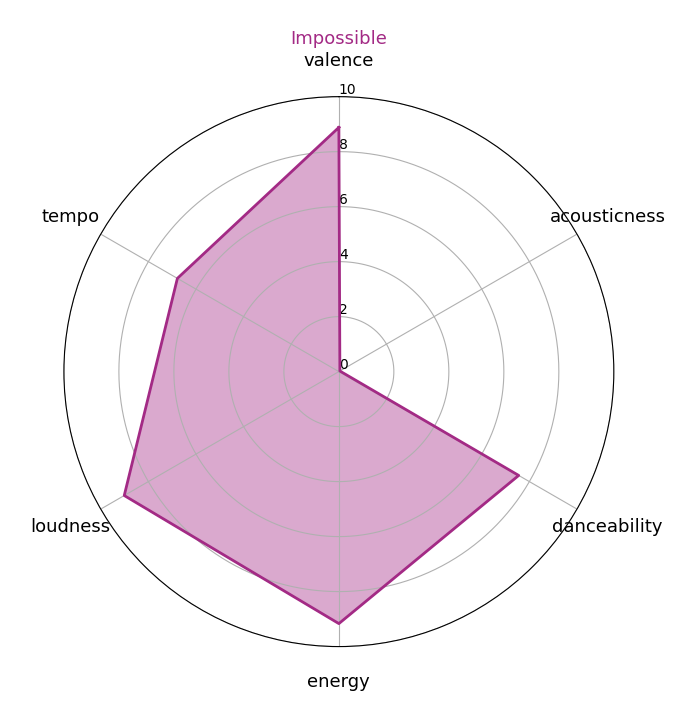 Impossible
valence
10
8
tempo
acousticness
6
4
2
0
loudness
danceability
energy